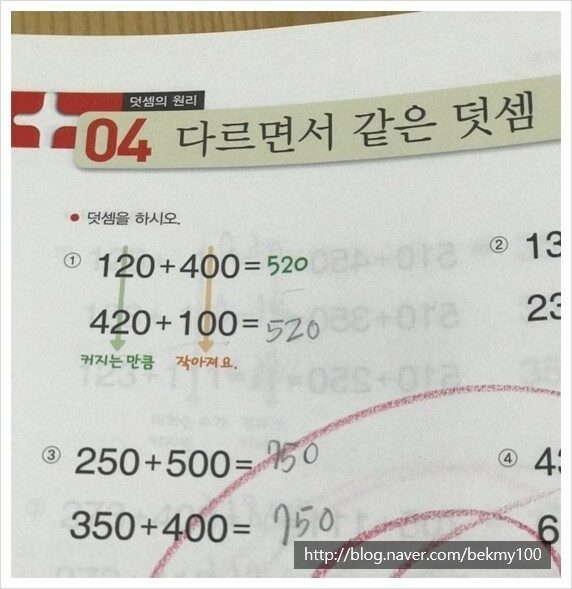 덧셈의 원리
04 다르면서 같은 덧셈
● 덧셈을 하시오.
① 120+400=520
420+100=520
커지는 만큼 작아져요.
② 13
23
③ 250+500=750
350+400=750
④ 43
6
http://blog.naver.com/bekmy100